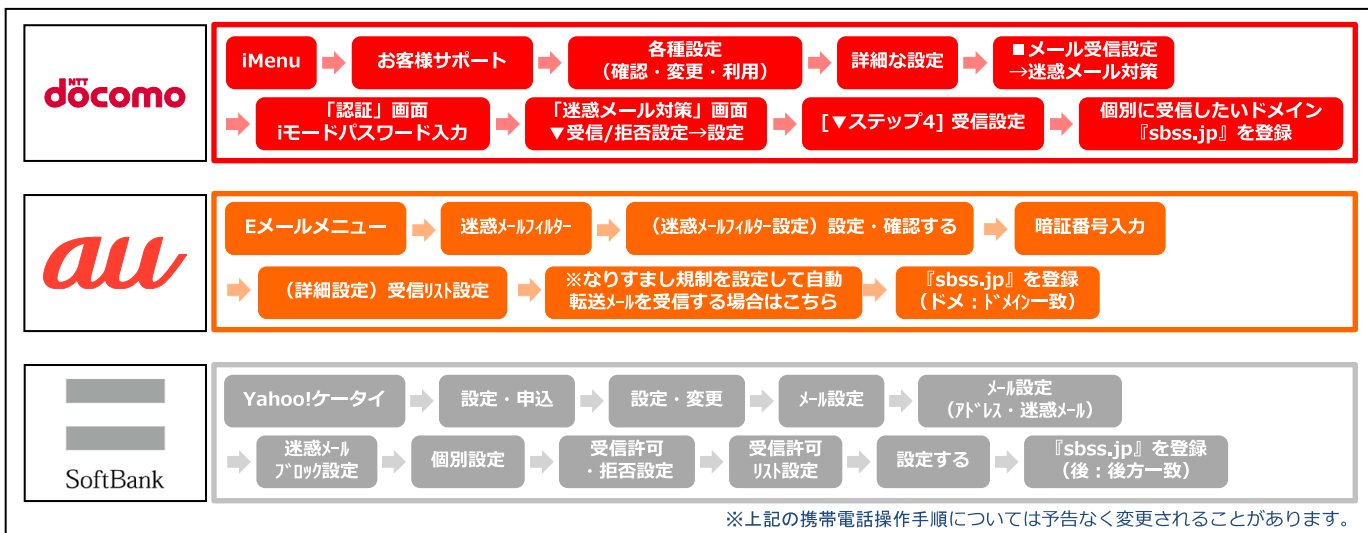 NTT
döcomo
iMenu
お客様サポート
各種設定
（確認・変更・利用）
詳細な設定
■メール受信設定
→迷惑メール対策
「認証」画面
iモードパスワード入力
「迷惑メール対策」画面
▼受信/拒否設定→設定
[▼ステップ4] 受信設定
個別に受信したいドメイン
『sbss.jp』を登録
au
Eメールメニュー
迷惑ﾒｰﾙﾌｨﾙﾀｰ
（迷惑ﾒｰﾙﾌｨﾙﾀｰ設定）設定・確認する
暗証番号入力
（詳細設定）受信ﾘｽﾄ設定
※なりすまし規制を設定して自動
転送ﾒｰﾙを受信する場合はこちら
『sbss.jp』を登録
（ドメ：ﾄﾞﾒｲﾝ一致）
SoftBank
Yahoo!ケータイ
設定・申込
設定・変更
ﾒｰﾙ設定
ﾒｰﾙ設定
（ｱﾄﾞﾚｽ・迷惑ﾒｰﾙ）
迷惑ﾒｰﾙ
ﾌﾞﾛｯｸ設定
個別設定
受信許可
・拒否設定
受信許可
ﾘｽﾄ設定
設定する
『sbss.jp』を登録
（後：後方一致）
※上記の携帯電話操作手順については予告なく変更されることがあります。